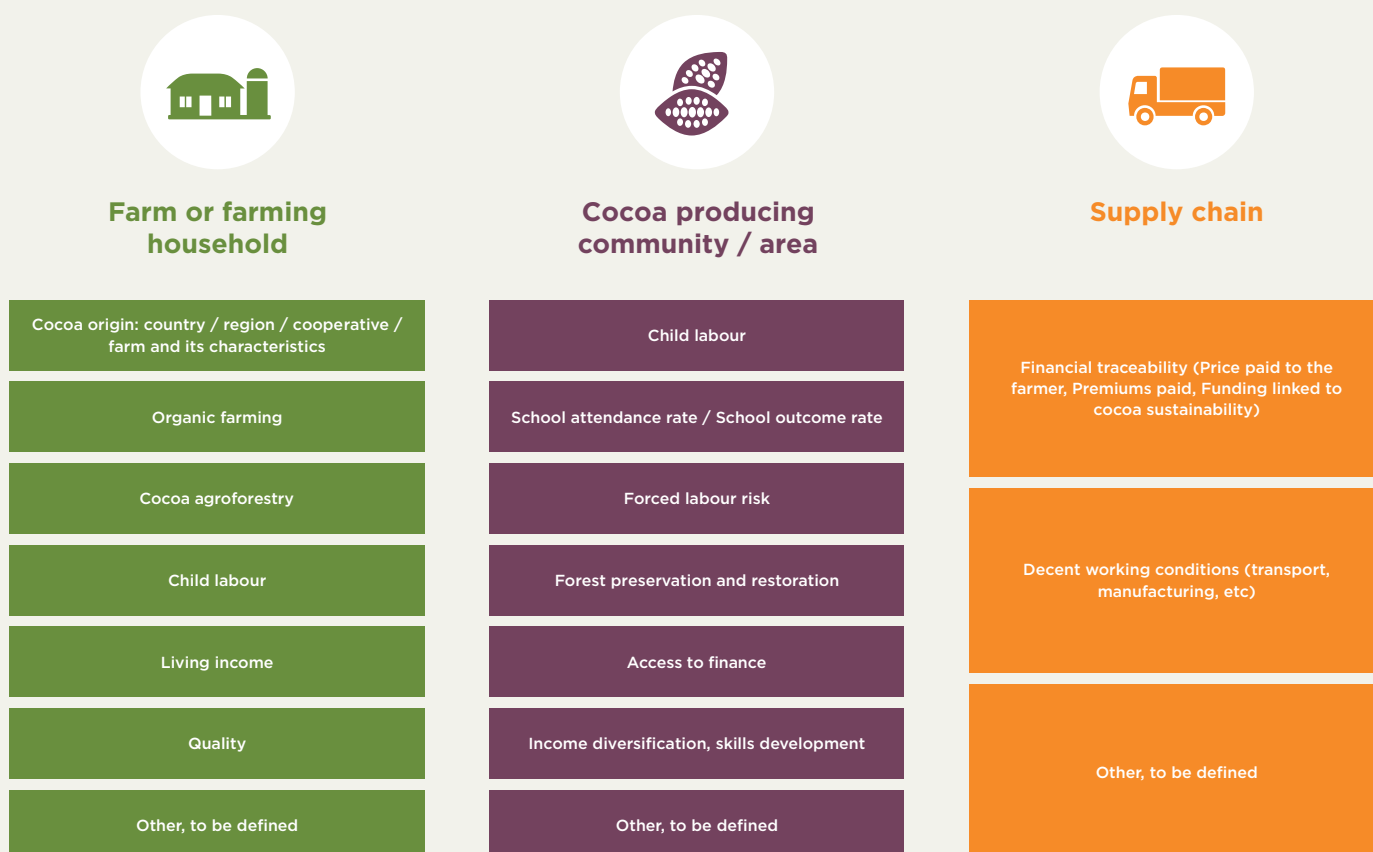 Farm or farming
household
Cocoa origin: country / region / cooperative /
farm and its characteristics
Organic farming
Cocoa agroforestry
Child labour
Living income
Quality
Other, to be defined
Cocoa producing
community / area
Child labour
School attendance rate / School outcome rate
Forced labour risk
Forest preservation and restoration
Access to finance
Income diversification, skills development
Other, to be defined
Supply chain
Financial traceability (Price paid to the
farmer, Premiums paid, Funding linked to
cocoa sustainability)
Decent working conditions (transport,
manufacturing, etc)
Other, to be defined